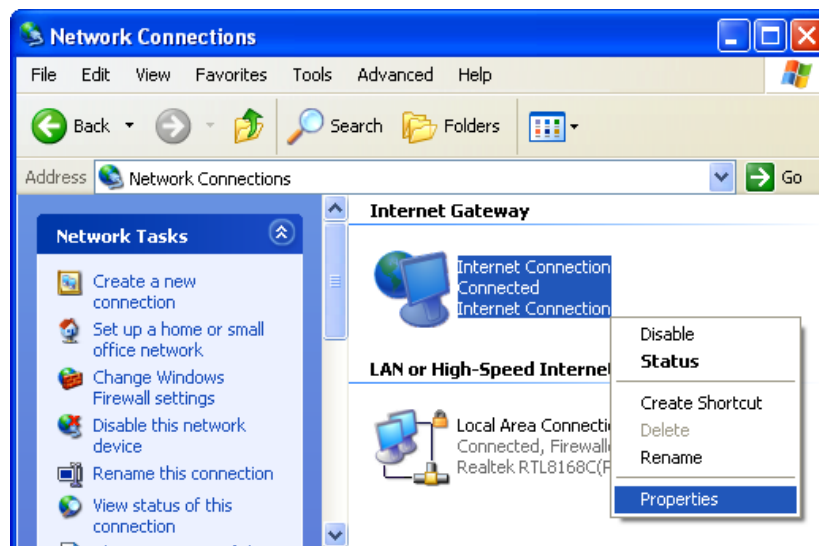 Network Connections
File Edit View Favorites Tools Advanced Help
Back Search Folders
Address Network Connections Go
Network Tasks
Create a new
connection
Set up a home or small
office network
Change Windows
Firewall settings
Disable this network
device
Rename this connection
View status of this
connection
Internet Gateway
Internet Connection
Connected
Internet Connection
LAN or High-Speed Internet
Local Area Connecti
Connected, Firewalle
Realtek RTL8168C(P
Disable
Status
Create Shortcut
Delete
Rename
Properties